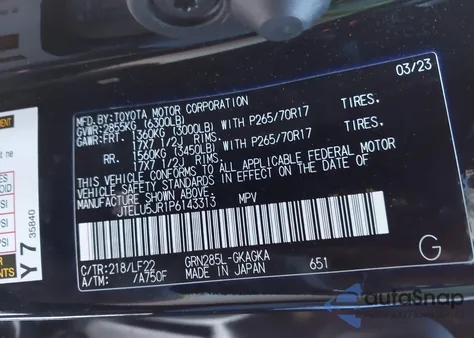 MFD.BY:TOYOTA MOTOR CORPORATION 03/23
GVWR:2855KG (6300LB)
GAWR:FRT. 1360KG (3000LB) WITH P265/70R17 TIRES,
17X7 1/2J RIMS,
RR. 1560KG (3450LB) WITH P265/70R17 TIRES,
17X7 1/2J RIMS.
THIS VEHICLE CONFORMS TO ALL APPLICABLE FEDERAL MOTOR
VEHICLE SAFETY STANDARDS IN EFFECT ON THE DATE OF
MANUFACTURE SHOWN ABOVE.
JTELU5JR1P6143313 MPV
C/TR:218/LF22 GRN285L-GKAGKA
A/TM: /A750F MADE IN JAPAN 651 G
Y7
35840
autoSnap